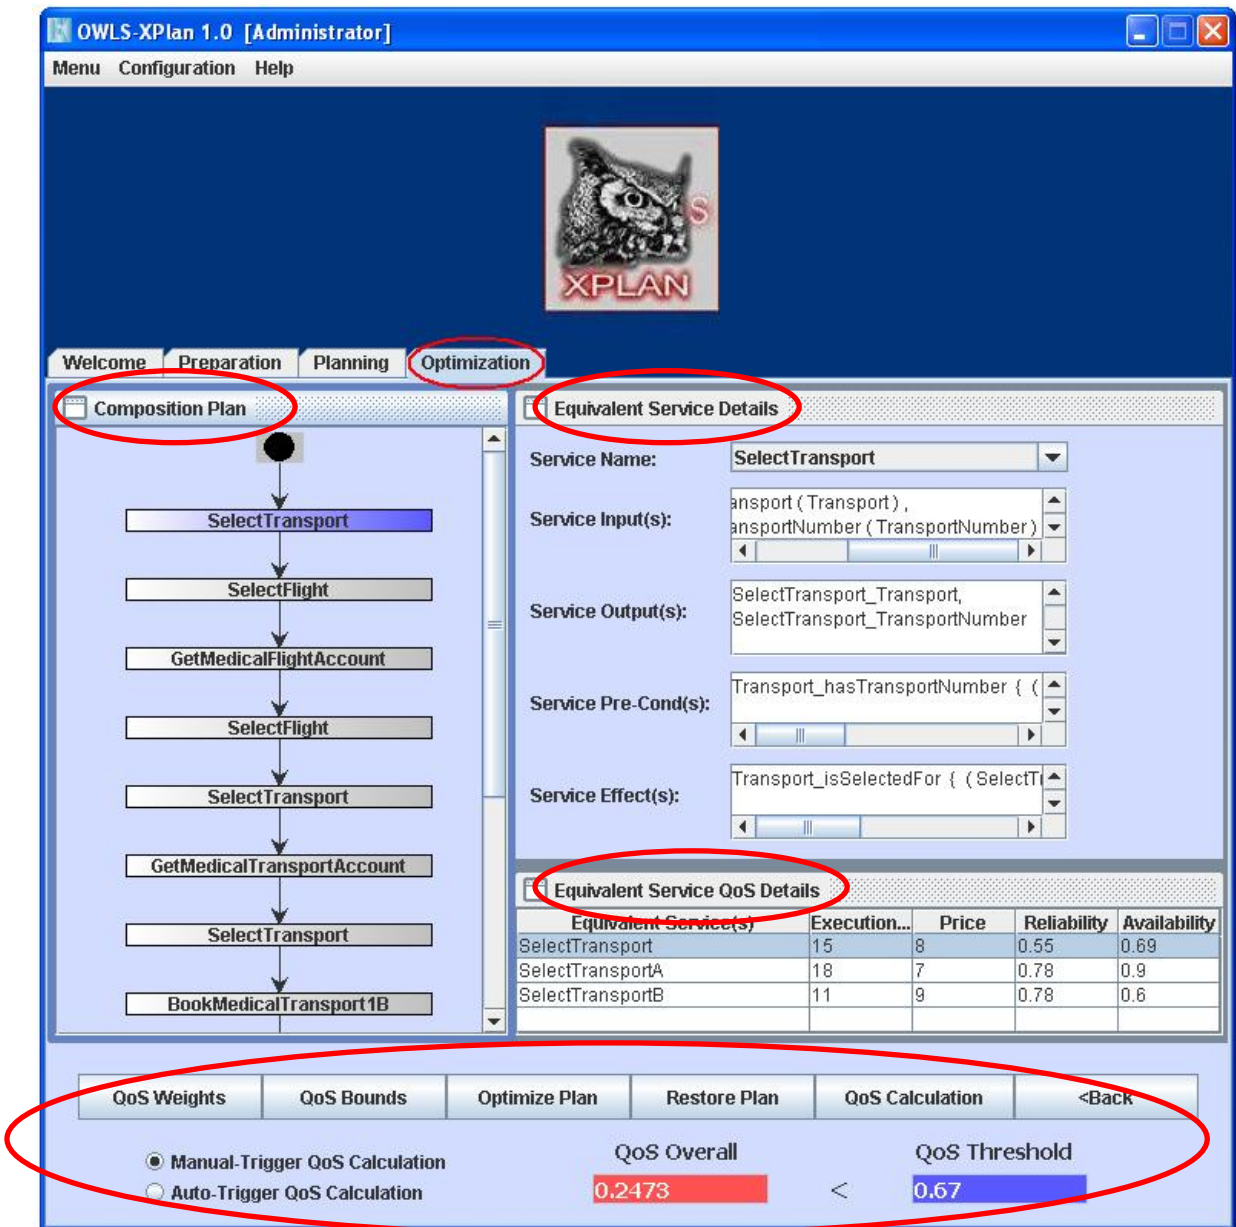 OWLS-XPlan 1.0 [Administrator]
Menu Configuration Help
S
XPLAN
Welcome Preparation Planning Optimization
Composition Plan
SelectTransport
SelectFlight
GetMedicalFlightAccount
SelectFlight
SelectTransport
GetMedicalTransportAccount
SelectTransport
BookMedicalTransport1B
Equivalent Service Details
Service Name: SelectTransport
Service Input(s): ansport ( Transport ) ,
ansportNumber ( TransportNumber )
Service Output(s): SelectTransport_Transport,
SelectTransport_TransportNumber
Service Pre-Cond(s): Transport_hasTransportNumber { (
Service Effect(s): Transport_isSelectedFor { ( SelectTr
Equivalent Service QoS Details
Equivalent Service(s) Execution... Price Reliability Availability
SelectTransport 15 8 0.55 0.69
SelectTransportA 18 7 0.78 0.9
SelectTransportB 11 9 0.78 0.6
QoS Weights QoS Bounds Optimize Plan Restore Plan QoS Calculation <Back
Manual-Trigger QoS Calculation
Auto-Trigger QoS Calculation
QoS Overall QoS Threshold
0.2473 < 0.67